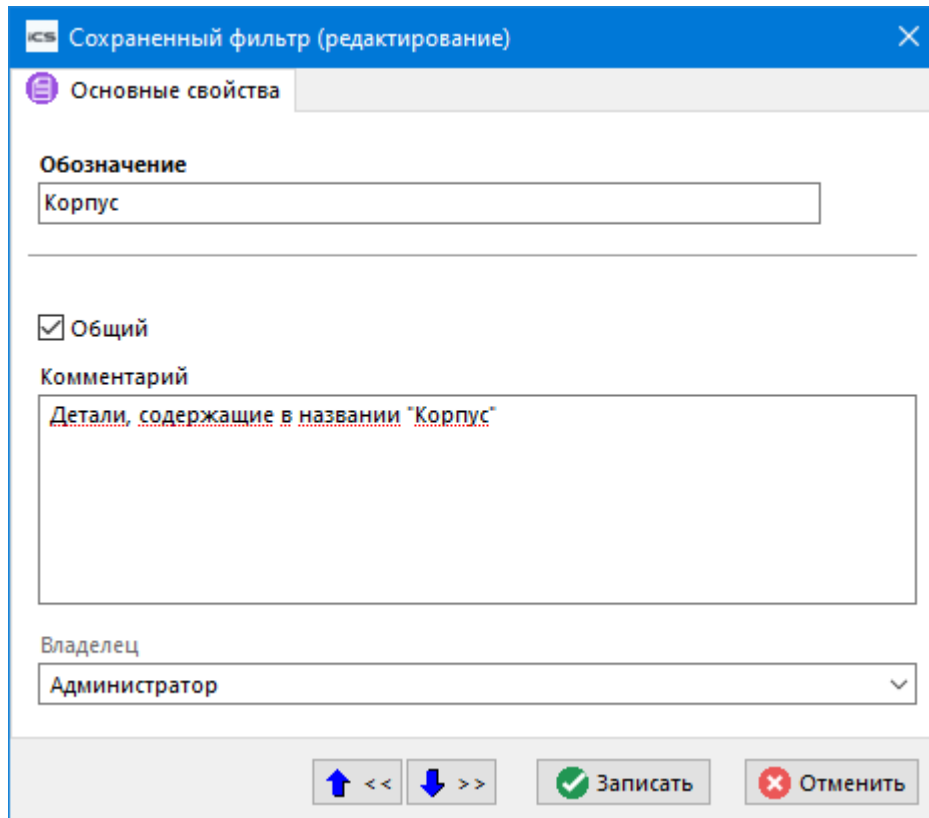 iCS Сохраненный фильтр (редактирование)
Основные свойства
Обозначение
Корпус
Общий
Комментарий
Детали, содержащие в названии "Корпус"
Владелец
Администратор
<< >> Записать Отменить